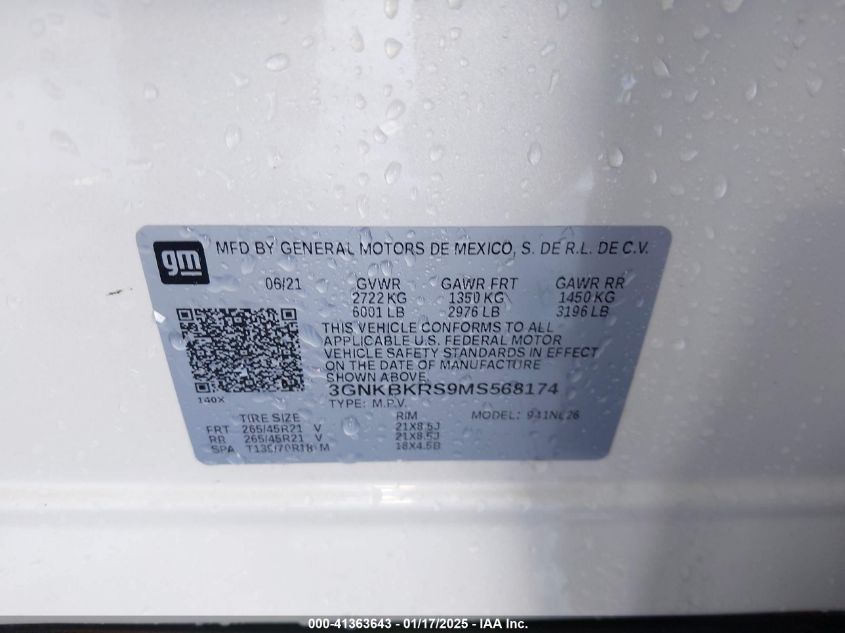 gm MFD BY GENERAL MOTORS DE MEXICO, S. DE R.L. DE C.V.
06/21 GVWR GAWR FRT GAWR RR
2722 KG 1350 KG 1450 KG
6001 LB 2976 LB 3196 LB
THIS VEHICLE CONFORMS TO ALL
APPLICABLE U.S. FEDERAL MOTOR
VEHICLE SAFETY STANDARDS IN EFFECT
ON THE DATE OF MANUFACTURE
SHOWN ABOVE.
3GNKBKRS9MS568174
140X TYPE: M.P.V.
TIRE SIZE RIM MODEL:
FRT 265/45R21 V 21X8.5J
RR 265/45R21 V 21X8.5J
SPA T135/70R18 M 18X4.5B
000-41363643 - 01/17/2025 - IAA Inc.